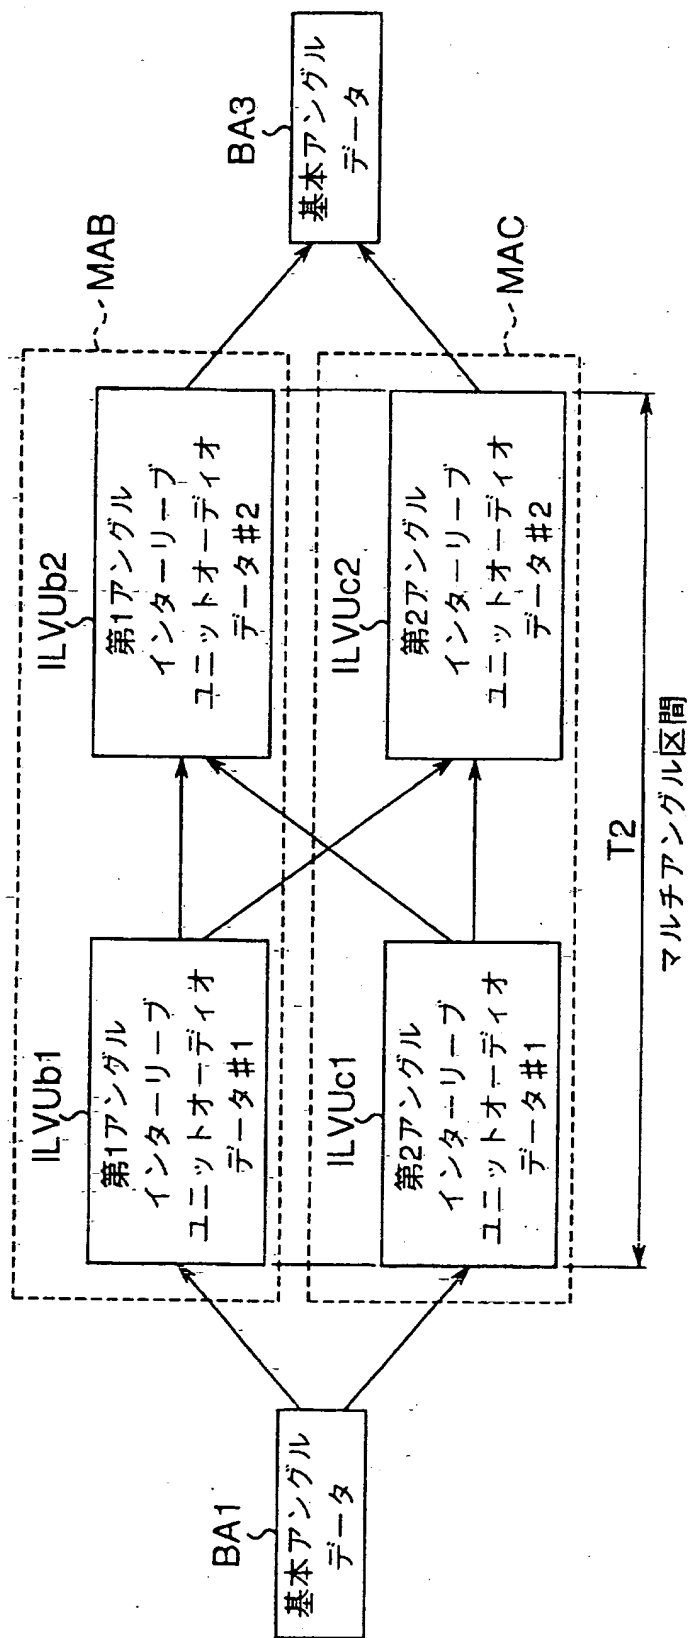 BA1
基本アングル
データ
MAB
ILVUb1
第1アングル
インターリーブ
ユニットオーディオ
データ#1
ILVUb2
第1アングル
インターリーブ
ユニットオーディオ
データ#2
ILVUc1
第2アングル
インターリーブ
ユニットオーディオ
データ#1
ILVUc2
第2アングル
インターリーブ
ユニットオーディオ
データ#2
MAC
BA3
基本アングル
データ
T2
マルチアングル区間